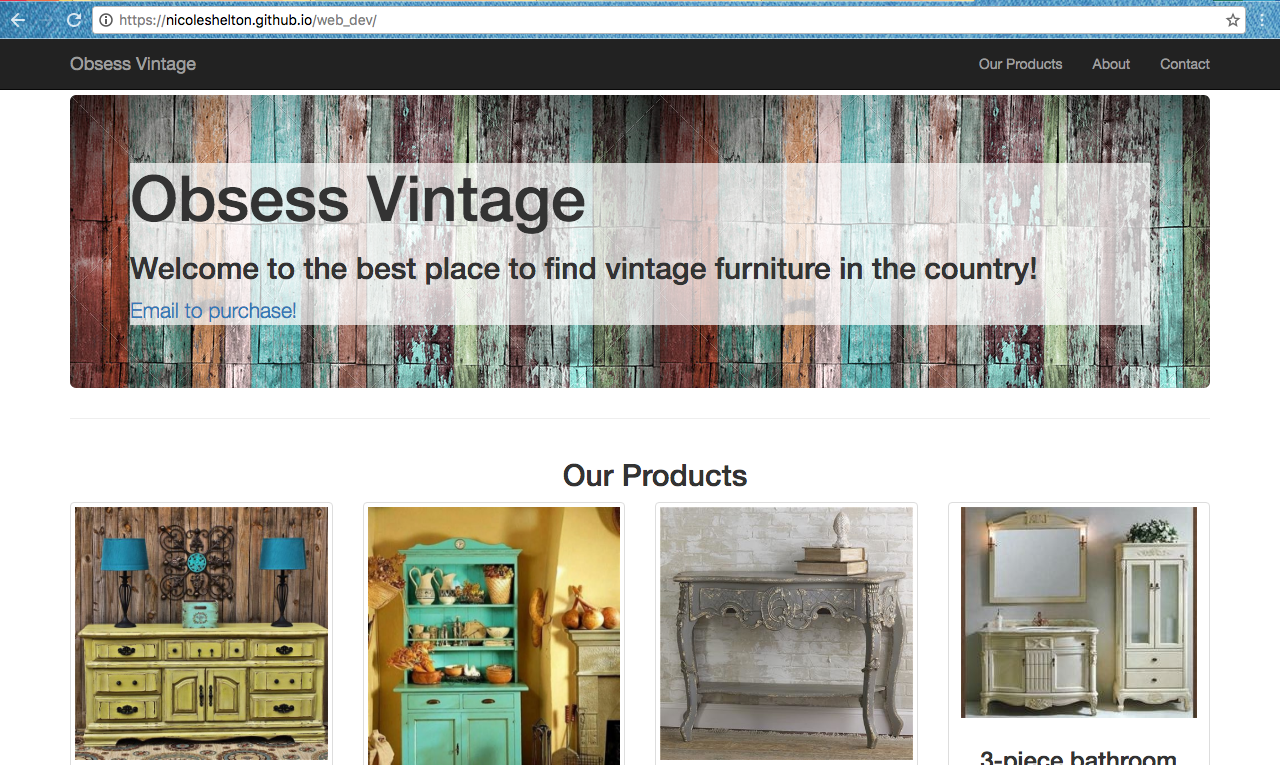 https://nicoleshelton.github.io/web_dev/
Obsess Vintage
Our Products
About
Contact
Obsess Vintage
Welcome to the best place to find vintage furniture in the country!
Email to purchase!
Our Products
3-piece bathroom